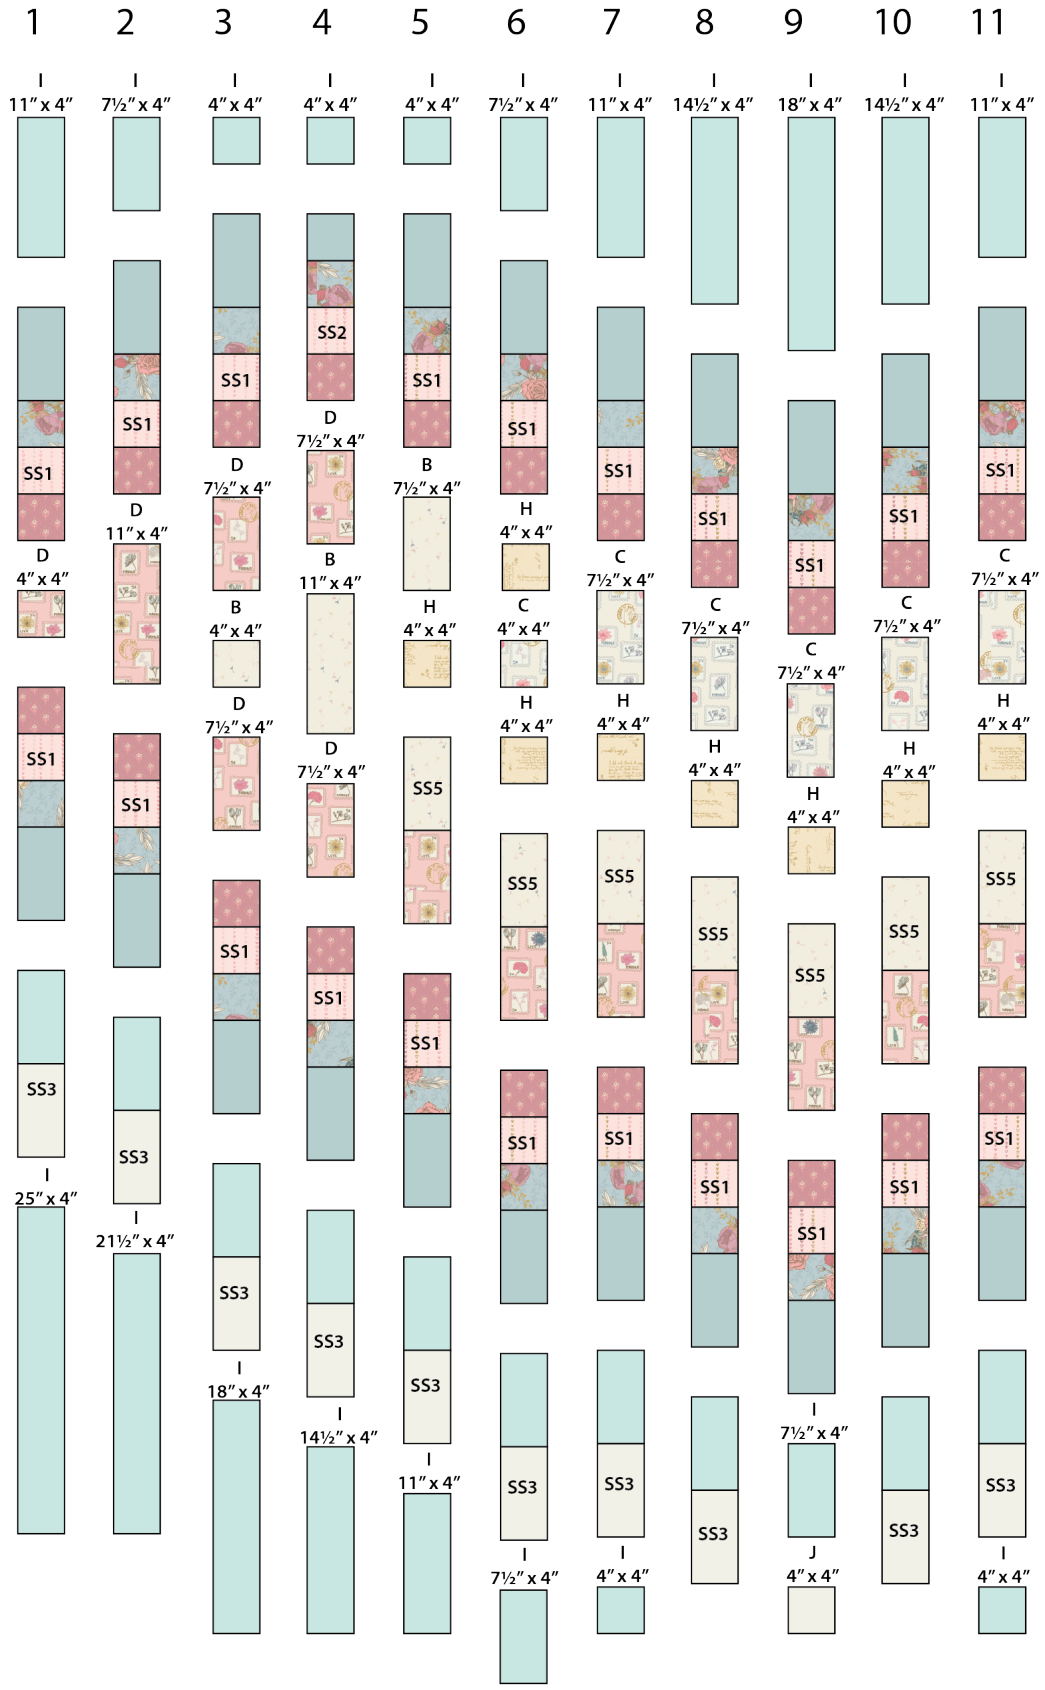 1 2 3 4 5 6 7 8 9 10 11
I I I I I I I I I I I
11” x 4” 7½” x 4” 4” x 4” 4” x 4” 4” x 4” 7½” x 4” 11” x 4” 14½” x 4” 18” x 4” 14½” x 4” 11” x 4”
SS1
D
4” x 4”
SS1
SS3
I
25” x 4”
SS1
D
11” x 4”
SS1
SS3
I
21½” x 4”
SS1
D
7½” x 4”
B
4” x 4”
D
7½” x 4”
SS1
SS3
I
18” x 4”
SS2
D
7½” x 4”
B
11” x 4”
D
7½” x 4”
SS1
SS3
I
14½” x 4”
SS1
B
7½” x 4”
H
4” x 4”
SS5
SS1
SS3
I
11” x 4”
SS1
H
4” x 4”
C
4” x 4”
H
4” x 4”
SS5
SS1
SS3
I
7½” x 4”
SS1
C
7½” x 4”
H
4” x 4”
SS5
SS1
SS3
I
4” x 4”
SS1
C
7½” x 4”
H
4” x 4”
SS5
SS1
SS3
SS1
C
7½” x 4”
H
4” x 4”
SS5
SS1
I
7½” x 4”
J
4” x 4”
SS1
C
7½” x 4”
H
4” x 4”
SS5
SS1
SS3
SS1
C
7½” x 4”
H
4” x 4”
SS5
SS1
SS3
I
4” x 4”